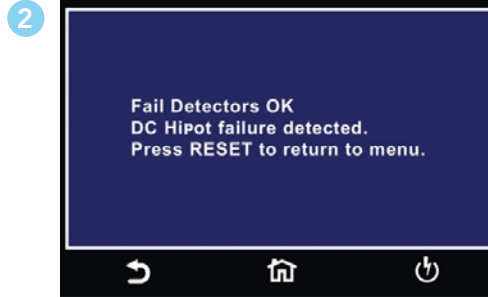 2
Fail Detectors OK
DC HiPot failure detected.
Press RESET to return to menu.